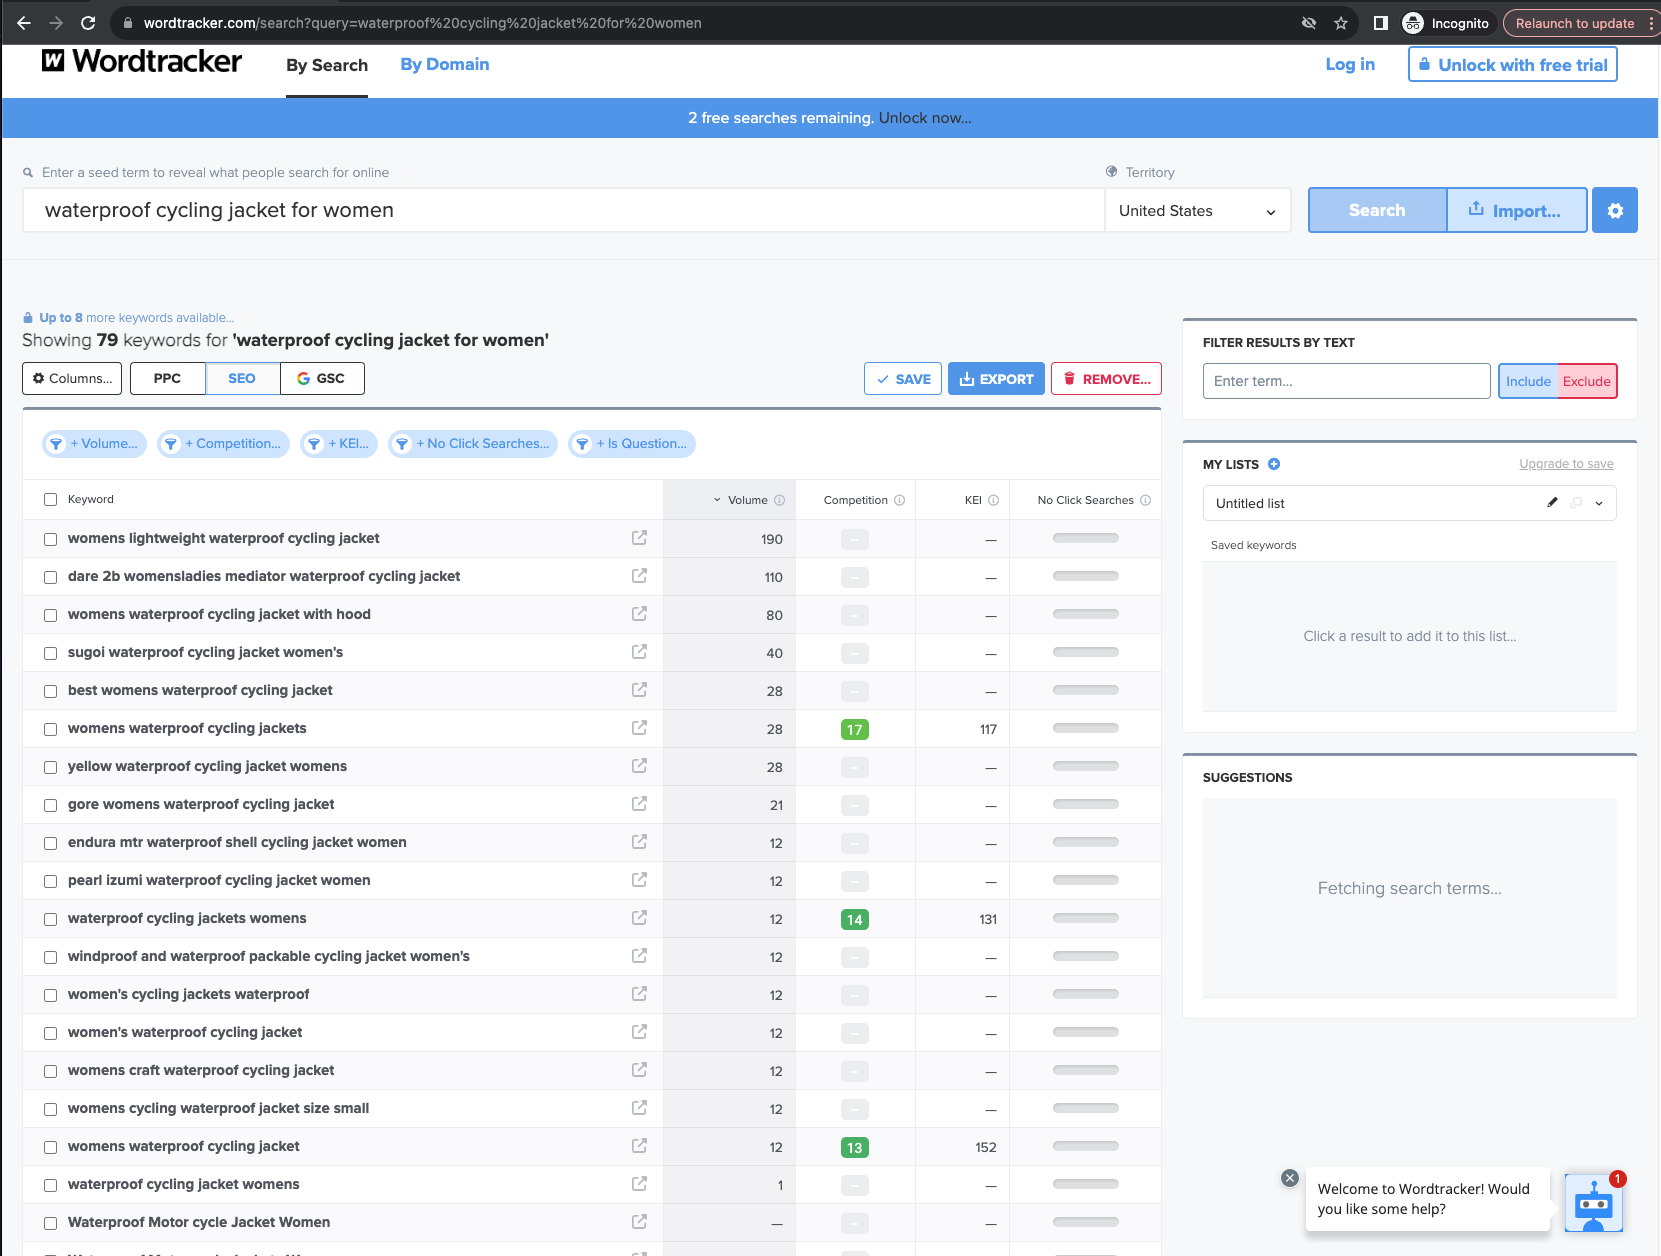 wordtracker.com/search?query=waterproof%20cycling%20jacket%20for%20women
Incognito
Relaunch to update
W Wordtracker
By Search
By Domain
Log in
Unlock with free trial
2 free searches remaining. Unlock now...
Enter a seed term to reveal what people search for online
Territory
waterproof cycling jacket for women
United States
Search
Import...
Up to 8 more keywords available...
Showing 79 keywords for 'waterproof cycling jacket for women'
Columns...
PPC
SEO
GSC
SAVE
EXPORT
REMOVE...
+ Volume...
+ Competition...
+ KEI...
+ No Click Searches...
+ Is Question...
Keyword Volume Competition KEI No Click Searches
womens lightweight waterproof cycling jacket 190 – —
dare 2b womensladies mediator waterproof cycling jacket 110 – —
womens waterproof cycling jacket with hood 80 – —
sugoi waterproof cycling jacket women's 40 – —
best womens waterproof cycling jacket 28 – —
womens waterproof cycling jackets 28 17 117
yellow waterproof cycling jacket womens 28 – —
gore womens waterproof cycling jacket 21 – —
endura mtr waterproof shell cycling jacket women 12 – —
pearl izumi waterproof cycling jacket women 12 – —
waterproof cycling jackets womens 12 14 131
windproof and waterproof packable cycling jacket women's 12 – —
women's cycling jackets waterproof 12 – —
women's waterproof cycling jacket 12 – —
womens craft waterproof cycling jacket 12 – —
womens cycling waterproof jacket size small 12 – —
womens waterproof cycling jacket 12 13 152
waterproof cycling jacket womens 1 – —
Waterproof Motor cycle Jacket Women — – —
FILTER RESULTS BY TEXT
Enter term...
Include
Exclude
MY LISTS
Upgrade to save
Untitled list
Saved keywords
Click a result to add it to this list...
SUGGESTIONS
Fetching search terms...
Welcome to Wordtracker! Would
you like some help?
1